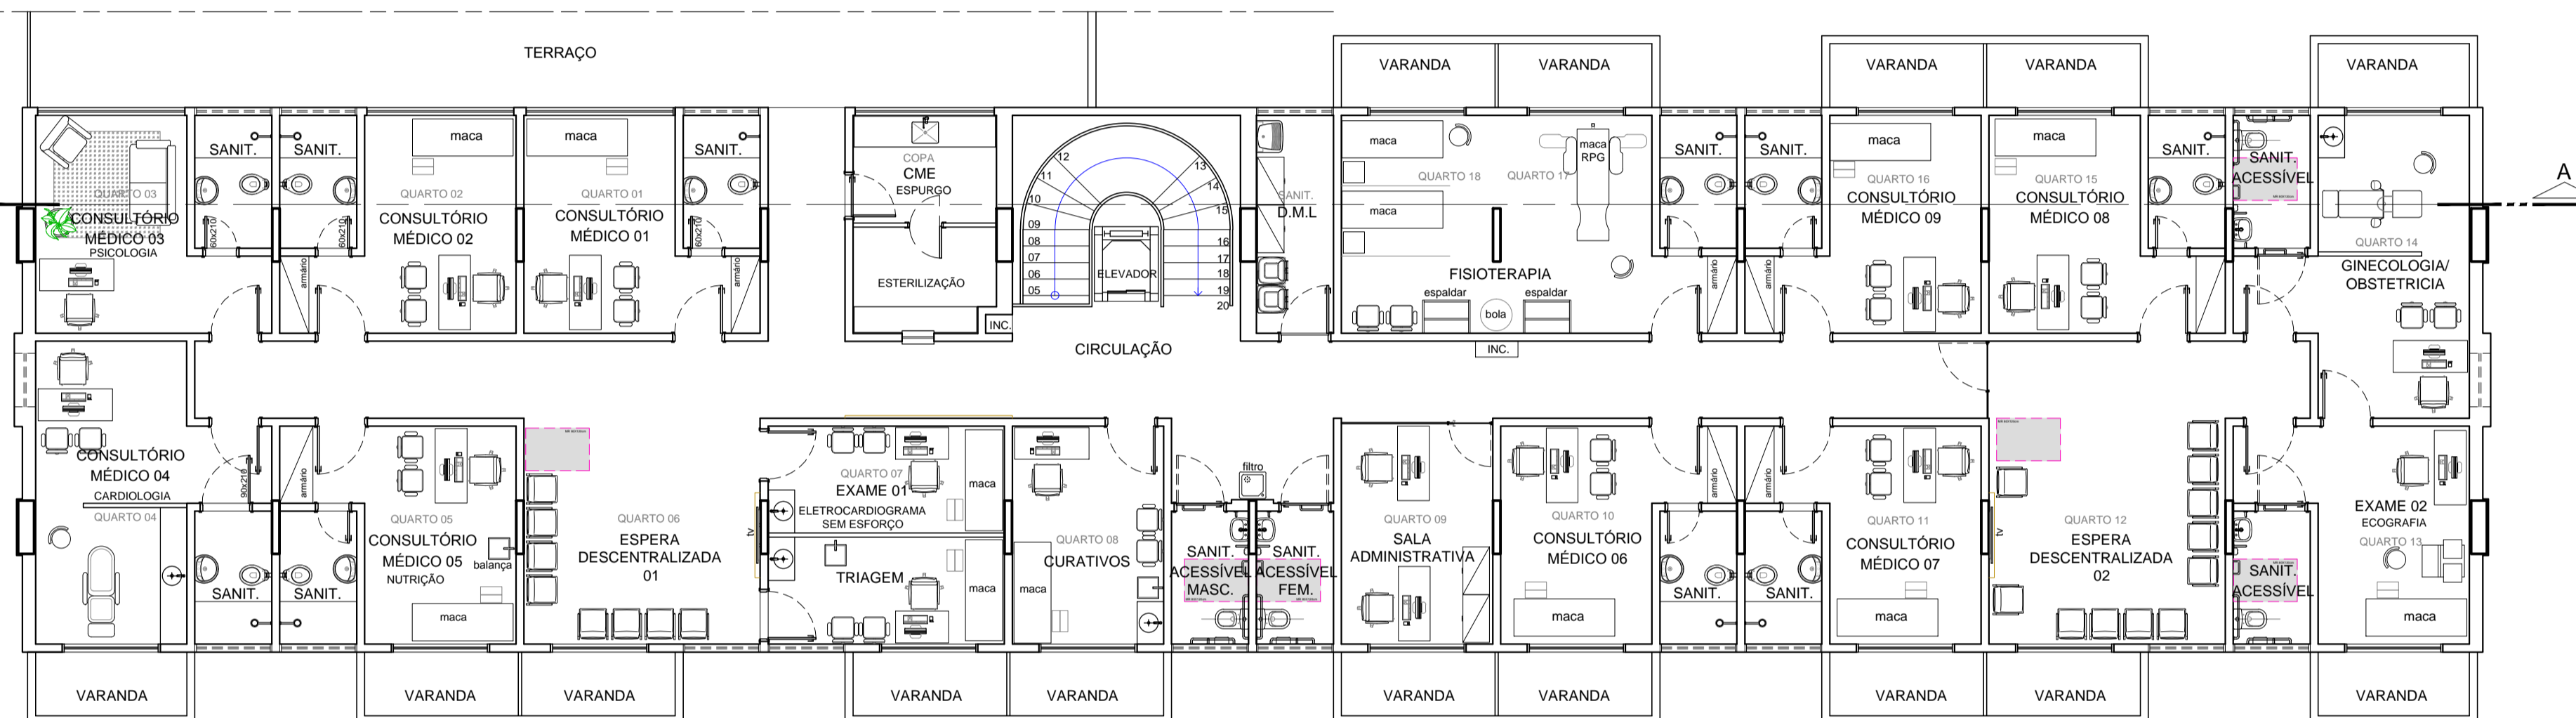 TERRAÇO
VARANDA
VARANDA
VARANDA
VARANDA
VARANDA
A
QUARTO 03
CONSULTÓRIO
MÉDICO 03
PSICOLOGIA
SANIT.
60x210
SANIT.
60x210
armário
maca
QUARTO 02
CONSULTÓRIO
MÉDICO 02
maca
QUARTO 01
CONSULTÓRIO
MÉDICO 01
SANIT.
60x210
armário
COPA
CME
ESPURGO
ESTERILIZAÇÃO
INC.
12
11
10
09
08
07
06
05
13
14
15
16
17
18
19
20
ELEVADOR
SANIT.
D.M.L
maca
maca
QUARTO 18
maca
RPG
QUARTO 17
FISIOTERAPIA
espaldar
bola
espaldar
INC.
SANIT.
armário
SANIT.
armário
maca
QUARTO 16
CONSULTÓRIO
MÉDICO 09
maca
QUARTO 15
CONSULTÓRIO
MÉDICO 08
SANIT.
armário
SANIT.
ACESSÍVEL
QUARTO 14
GINECOLOGIA/
OBSTETRICIA
CIRCULAÇÃO
CONSULTÓRIO
MÉDICO 04
CARDIOLOGIA
QUARTO 04
90x210
SANIT.
armário
SANIT.
QUARTO 05
CONSULTÓRIO
MÉDICO 05
NUTRIÇÃO
balança
maca
QUARTO 06
ESPERA
DESCENTRALIZADA
01
tv
QUARTO 07
EXAME 01
ELETROCARDIOGRAMA
SEM ESFORÇO
maca
TRIAGEM
maca
QUARTO 08
CURATIVOS
maca
filtro
SANIT.
ACESSÍVEL
MASC.
SANIT.
ACESSÍVEL
FEM.
QUARTO 09
SALA
ADMINISTRATIVA
QUARTO 10
CONSULTÓRIO
MÉDICO 06
maca
armário
SANIT.
armário
SANIT.
QUARTO 11
CONSULTÓRIO
MÉDICO 07
maca
tv
QUARTO 12
ESPERA
DESCENTRALIZADA
02
SANIT.
ACESSÍVEL
EXAME 02
ECOGRAFIA
QUARTO 13
maca
VARANDA
VARANDA
VARANDA
VARANDA
VARANDA
VARANDA
VARANDA
VARANDA
VARANDA
VARANDA